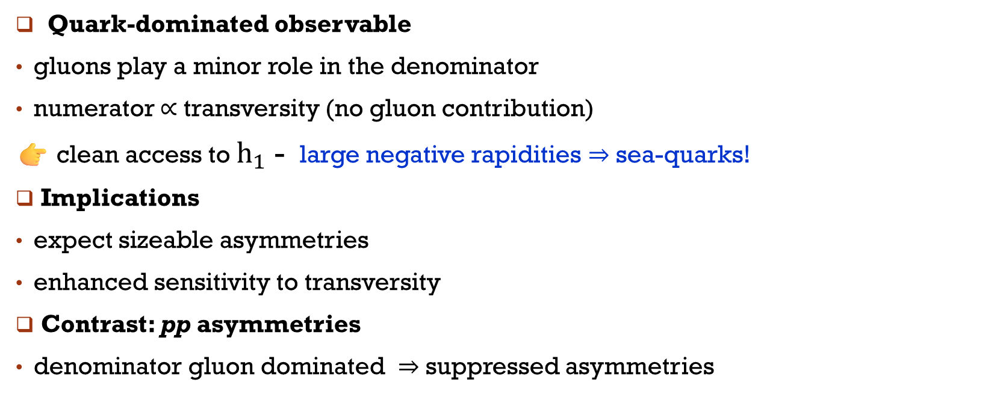 ❑ Quark-dominated observable
• gluons play a minor role in the denominator
• numerator ∝ transversity (no gluon contribution)
👉 clean access to h₁ - large negative rapidities ⇒ sea-quarks!
❑ Implications
• expect sizeable asymmetries
• enhanced sensitivity to transversity
❑ Contrast: pp asymmetries
• denominator gluon dominated ⇒ suppressed asymmetries